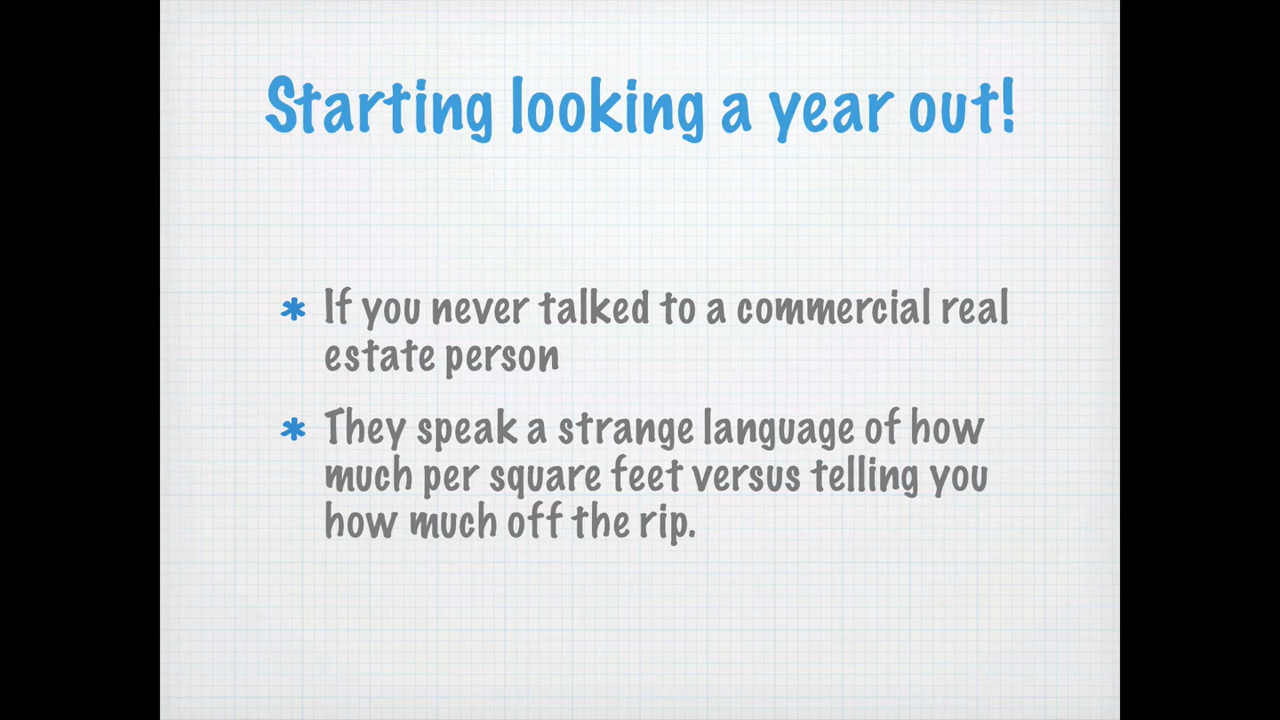 Starting looking a year out!
* If you never talked to a commercial real
estate person
* They speak a strange language of how
much per square feet versus telling you
how much off the rip.